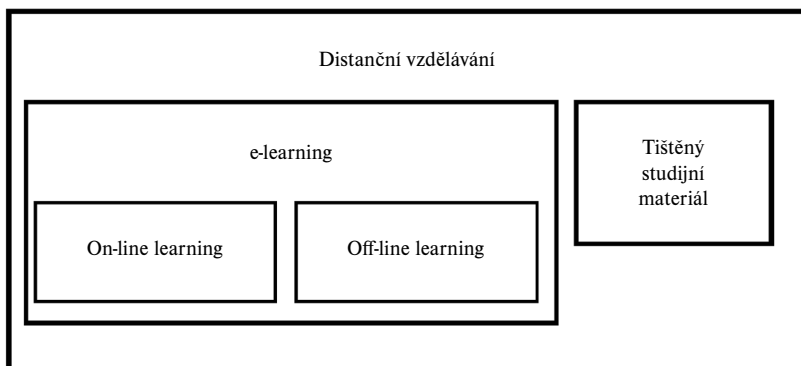 Distanční vzdělávání
e-learning
Tištěný
studijní
materiál
On-line learning
Off-line learning